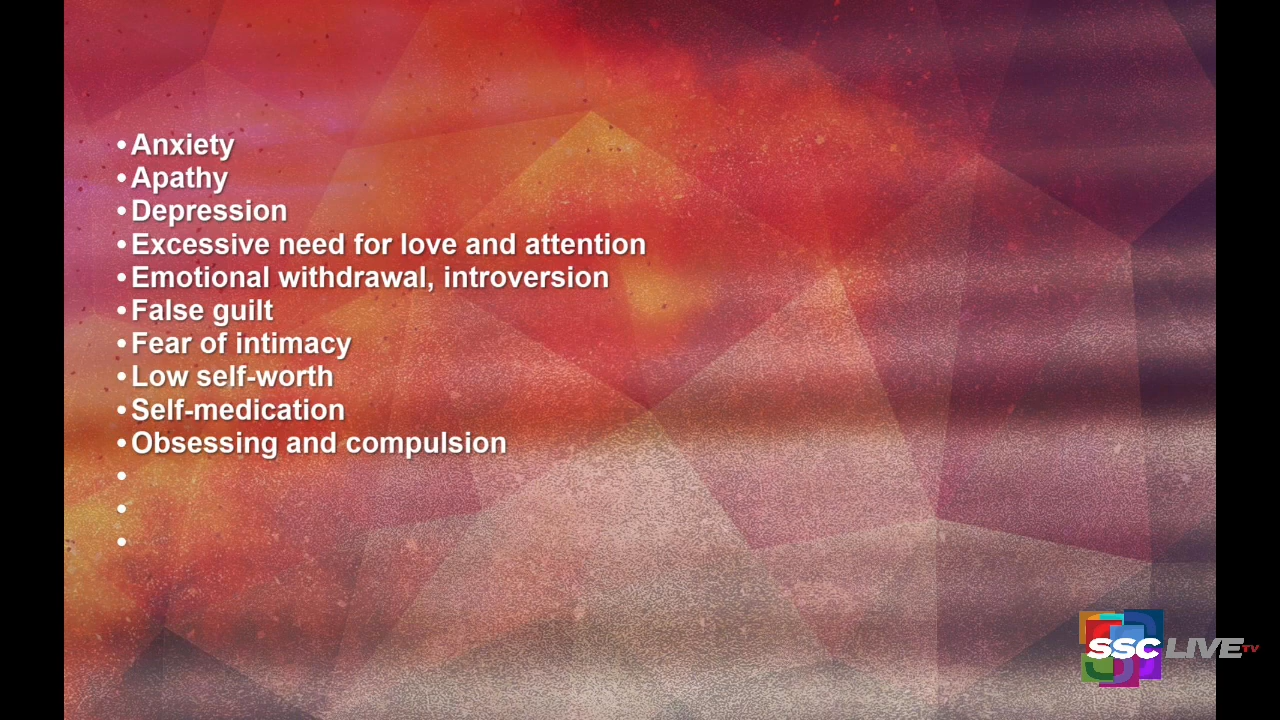 • Anxiety
• Apathy
• Depression
• Excessive need for love and attention
• Emotional withdrawal, introversion
• False guilt
• Fear of intimacy
• Low self-worth
• Self-medication
• Obsessing and compulsion
•
•
•
SSC LIVE TV